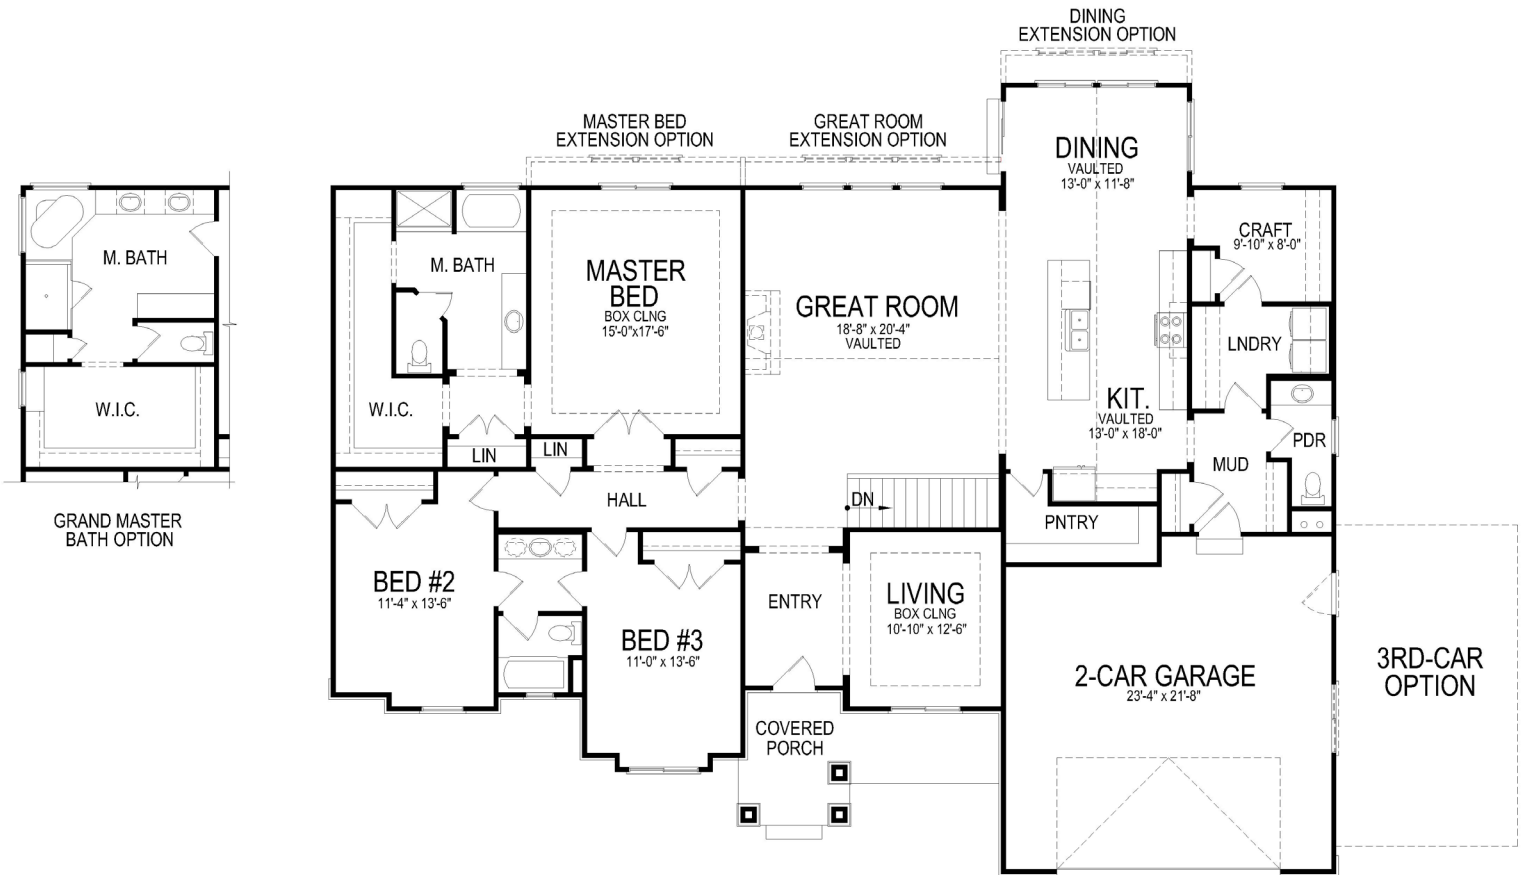 DINING
EXTENSION OPTION
MASTER BED
EXTENSION OPTION
GREAT ROOM
EXTENSION OPTION
DINING
VAULTED
13'-0" x 11'-8"
CRAFT
9'-10" x 8'-0"
M. BATH
M. BATH
MASTER
BED
BOX CLNG
15'-0"x17'-6"
GREAT ROOM
18'-8" x 20'-4"
VAULTED
LNDRY
W.I.C.
W.I.C.
KIT.
VAULTED
13'-0" x 18'-0"
PDR
LIN
LIN
MUD
HALL
DN
PNTRY
GRAND MASTER
BATH OPTION
BED #2
11'-4" x 13'-6"
ENTRY
LIVING
BOX CLNG
10'-10" x 12'-6"
BED #3
11'-0" x 13'-6"
2-CAR GARAGE
23'-4" x 21'-8"
3RD-CAR
OPTION
COVERED
PORCH